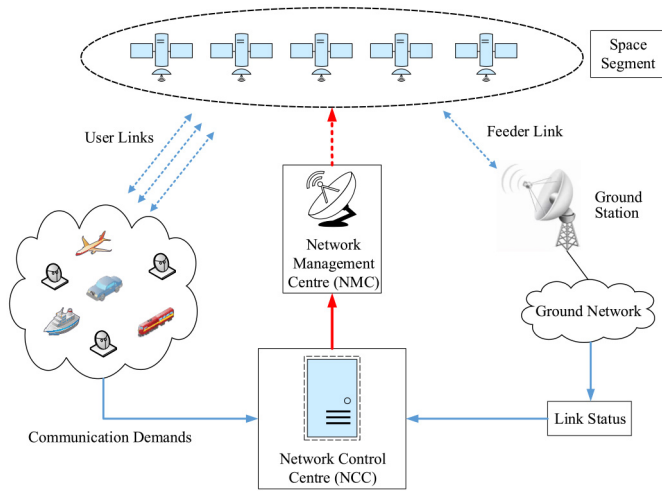 Space
Segment
User Links
Feeder Link
Ground
Station
Network
Management
Centre (NMC)
Ground Network
Link Status
Communication Demands
Network Control
Centre (NCC)